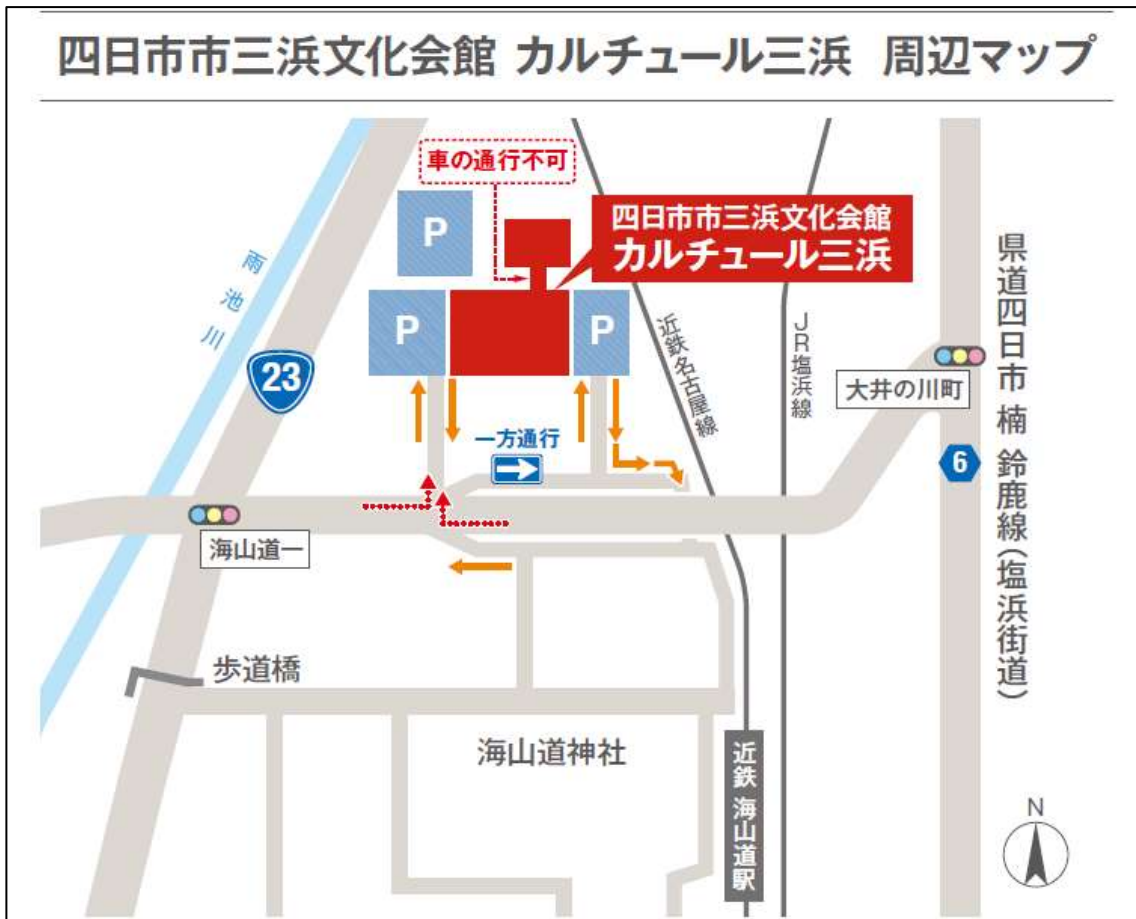 四日市市三浜文化会館 カルチュール三浜 周辺マップ
車の通行不可
P
四日市市三浜文化会館
カルチュール三浜
雨池川
P
P
23
近鉄名古屋線
JR塩浜線
大井の川町
県道四日市 楠 鈴鹿線(塩浜街道)
6
一方通行
海山道一
歩道橋
海山道神社
近鉄 海山道駅
N